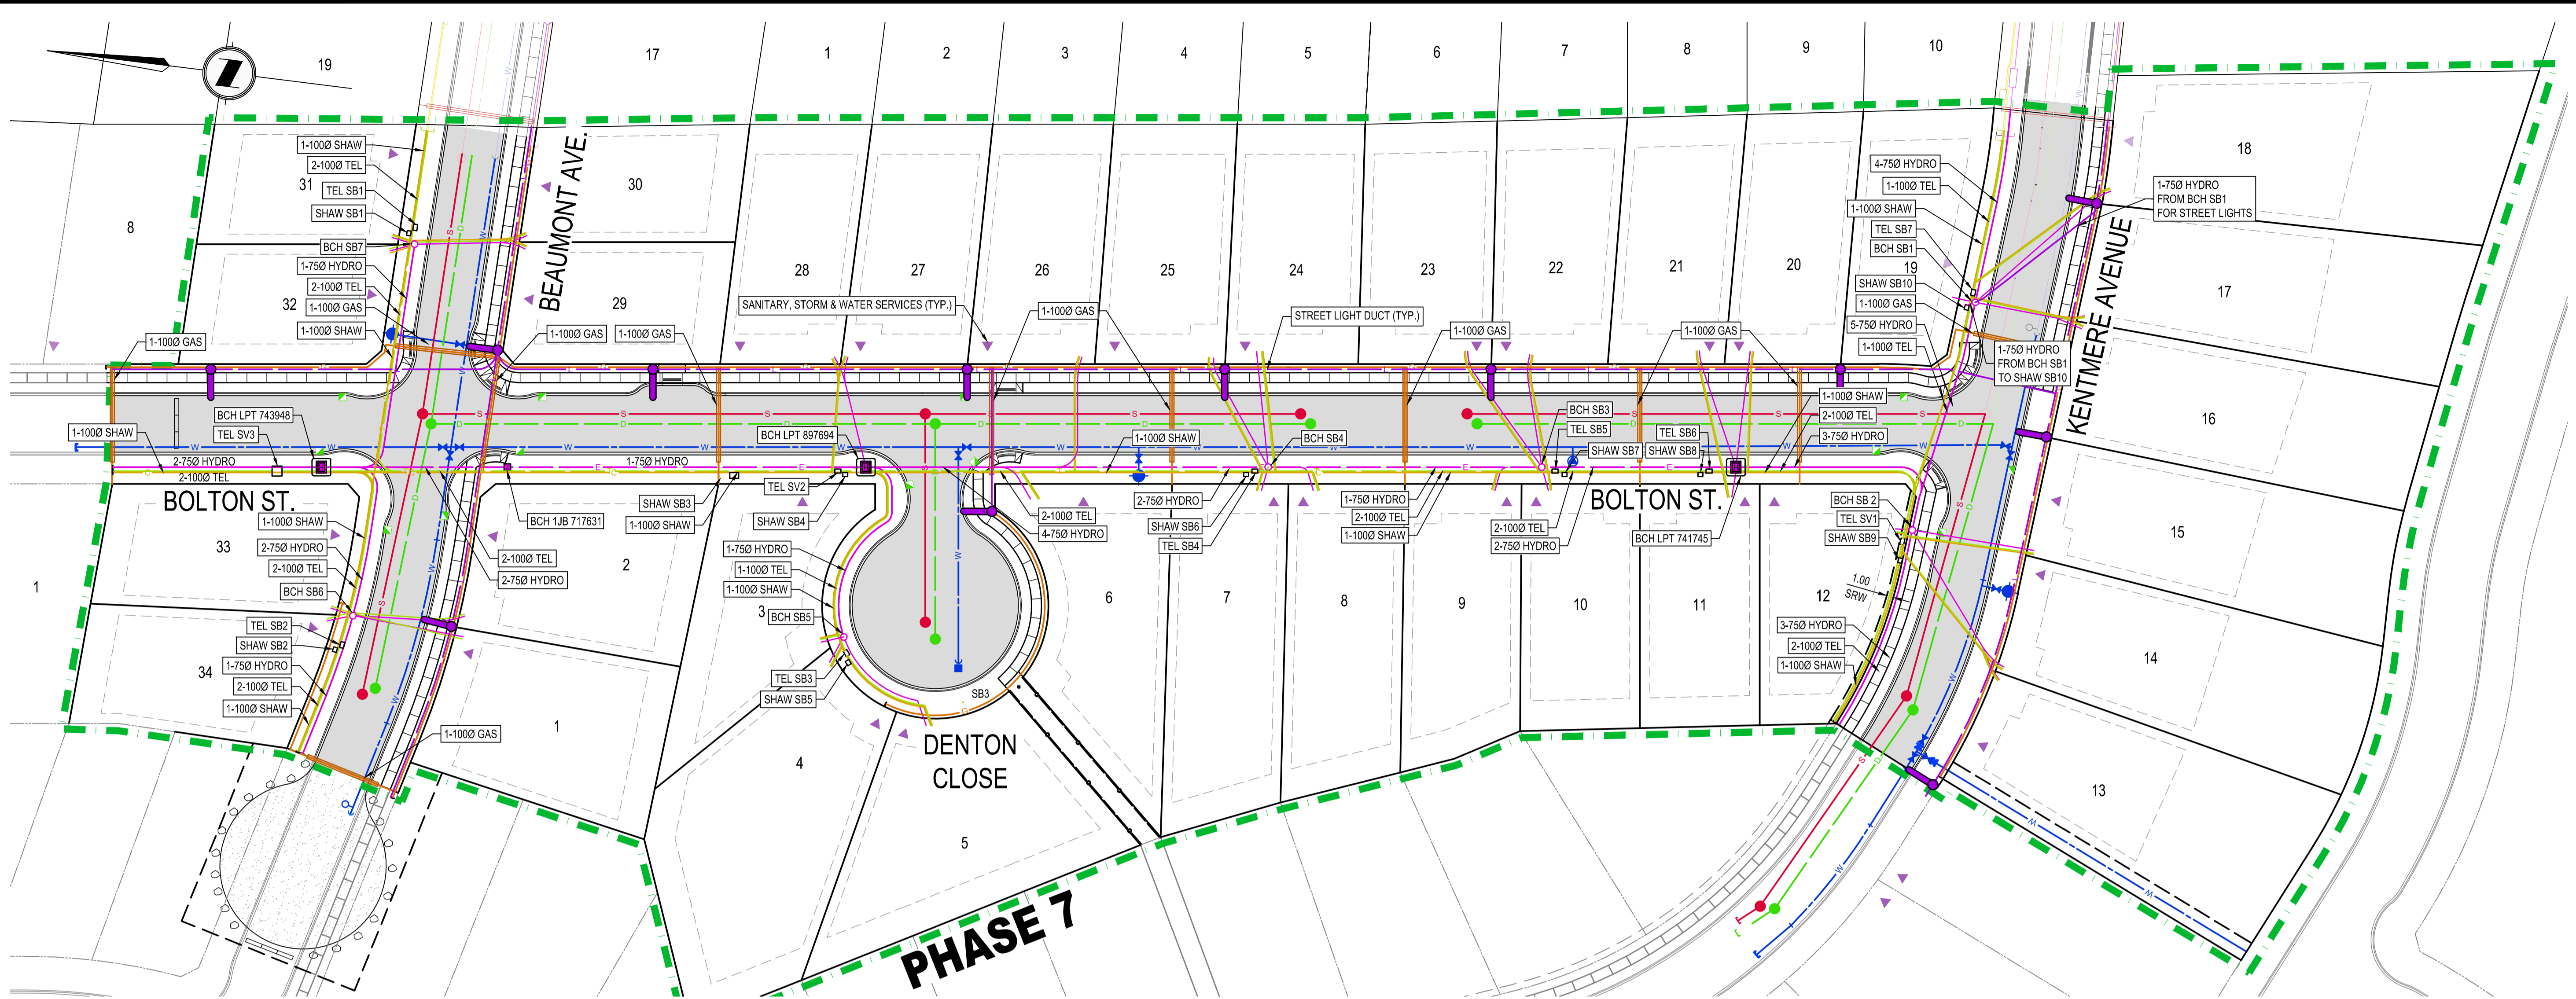 19
17
1
2
3
4
5
6
7
8
9
10
8
31
1-100Ø SHAW
2-100Ø TEL
TEL SB1
SHAW SB1
BCH SB7
1-75Ø HYDRO
2-100Ø TEL
1-100Ø GAS
1-100Ø SHAW
32
BEAUMONT AVE.
30
29
28
27
26
25
24
23
22
21
20
19
4-75Ø HYDRO
1-100Ø TEL
1-100Ø SHAW
TEL SB7
BCH SB1
SHAW SB10
1-100Ø GAS
5-75Ø HYDRO
1-100Ø TEL
1-75Ø HYDRO
FROM BCH SB1
FOR STREET LIGHTS
1-75Ø HYDRO
FROM BCH SB1
TO SHAW SB10
KENTMERE AVENUE
18
17
16
15
14
13
SANITARY, STORM & WATER SERVICES (TYP.)
STREET LIGHT DUCT (TYP.)
1-100Ø GAS
1-100Ø GAS
1-100Ø GAS
1-100Ø GAS
1-100Ø GAS
1-100Ø GAS
BCH LPT 743948
TEL SV3
1-100Ø SHAW
2-75Ø HYDRO
2-100Ø TEL
BOLTON ST.
1-75Ø HYDRO
BCH LPT 897694
TEL SV2
SHAW SB4
SHAW SB3
1-100Ø SHAW
BCH 1JB 717631
2-100Ø TEL
2-75Ø HYDRO
1-100Ø SHAW
BCH SB4
2-100Ø TEL
4-75Ø HYDRO
2-75Ø HYDRO
SHAW SB6
TEL SB4
1-75Ø HYDRO
2-100Ø TEL
1-100Ø SHAW
BCH SB3
TEL SB5
SHAW SB7
TEL SB6
SHAW SB8
2-100Ø TEL
2-75Ø HYDRO
BOLTON ST.
BCH LPT 741745
1-100Ø SHAW
2-100Ø TEL
3-75Ø HYDRO
BCH SB 2
TEL SV1
SHAW SB9
1.00
SRW
3-75Ø HYDRO
2-100Ø TEL
1-100Ø SHAW
1
33
1-100Ø SHAW
2-75Ø HYDRO
2-100Ø TEL
BCH SB6
TEL SB2
SHAW SB2
34
1-75Ø HYDRO
2-100Ø TEL
1-100Ø SHAW
1-100Ø GAS
1
2
1-75Ø HYDRO
1-100Ø TEL
1-100Ø SHAW
3
BCH SB5
TEL SB3
SHAW SB5
SB3
4
5
6
7
8
9
10
11
12
DENTON
CLOSE
PHASE 7